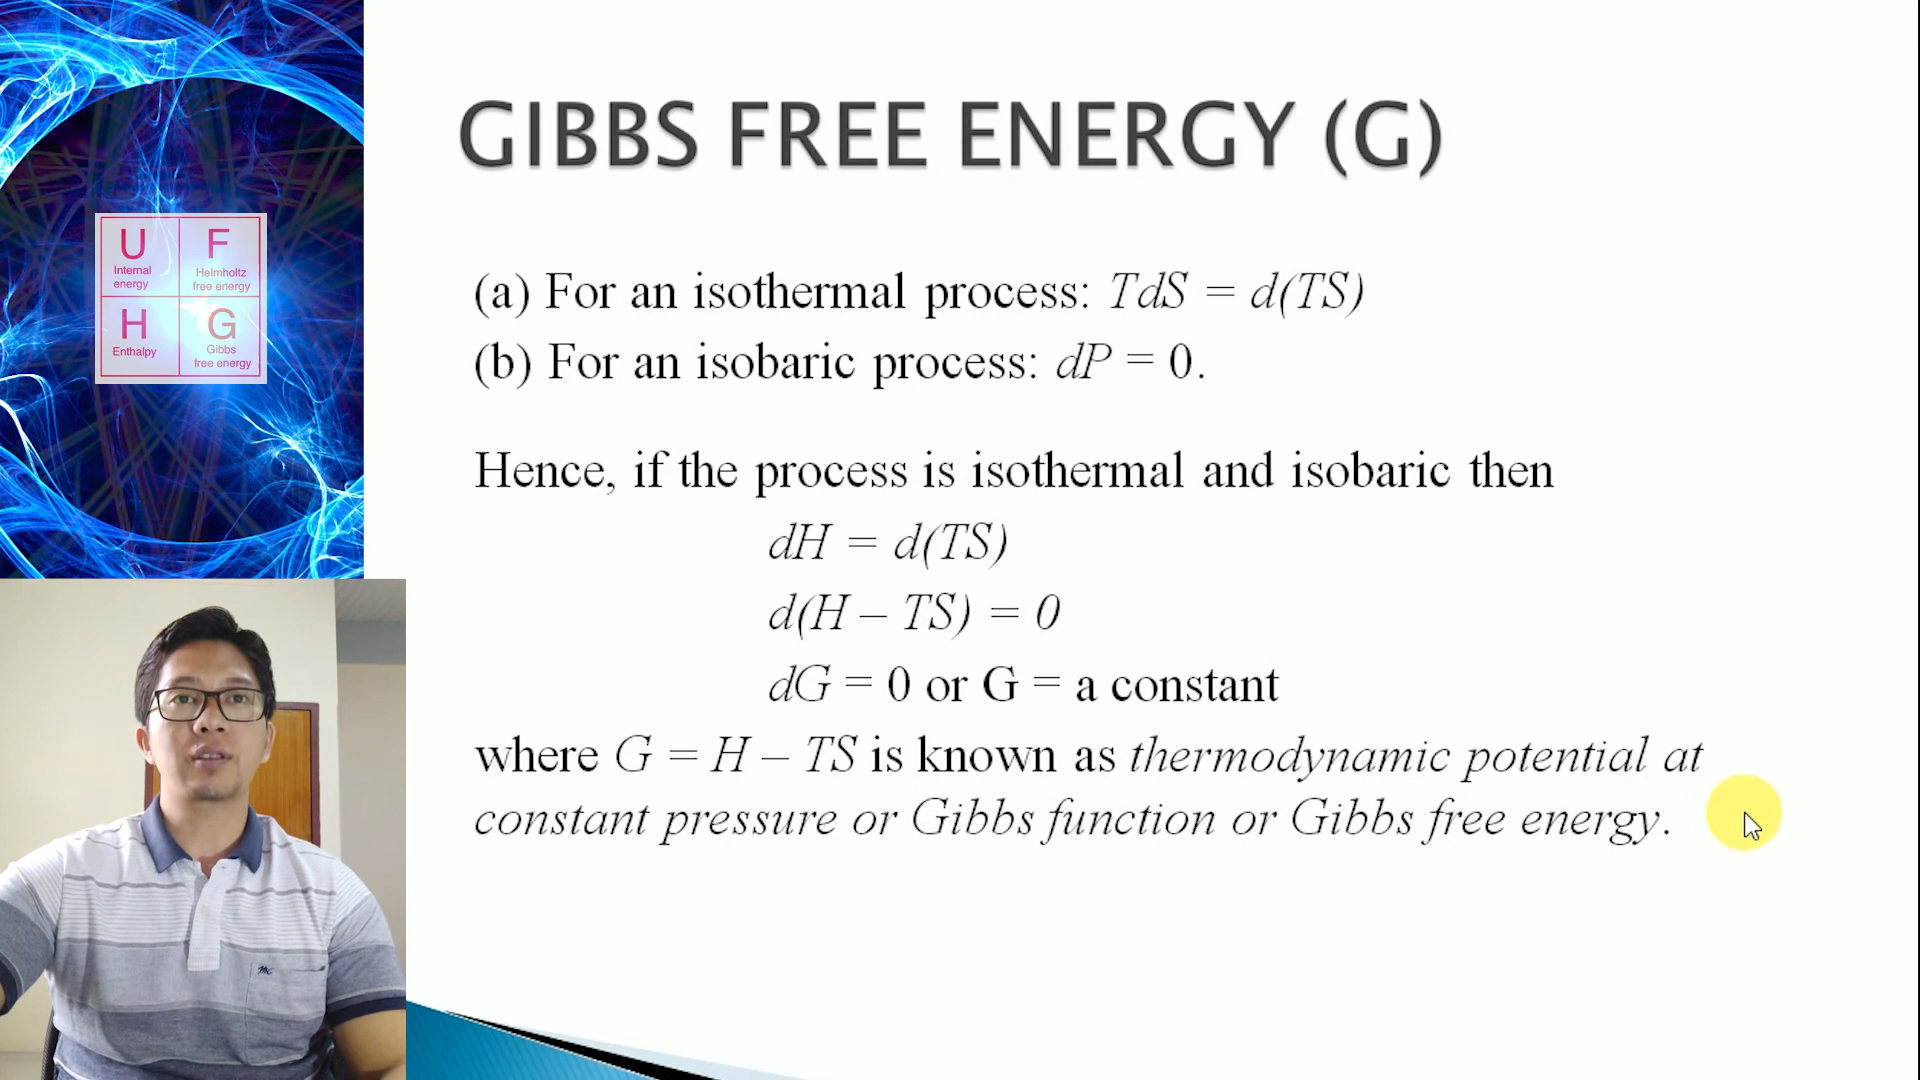 GIBBS FREE ENERGY (G)
U
Internal
energy
F
Helmholtz
free energy
H
Enthalpy
G
Gibbs
free energy
(a) For an isothermal process: TdS = d(TS)
(b) For an isobaric process: dP = 0.
Hence, if the process is isothermal and isobaric then
dH = d(TS)
d(H – TS) = 0
dG = 0 or G = a constant
where G = H – TS is known as thermodynamic potential at
constant pressure or Gibbs function or Gibbs free energy.